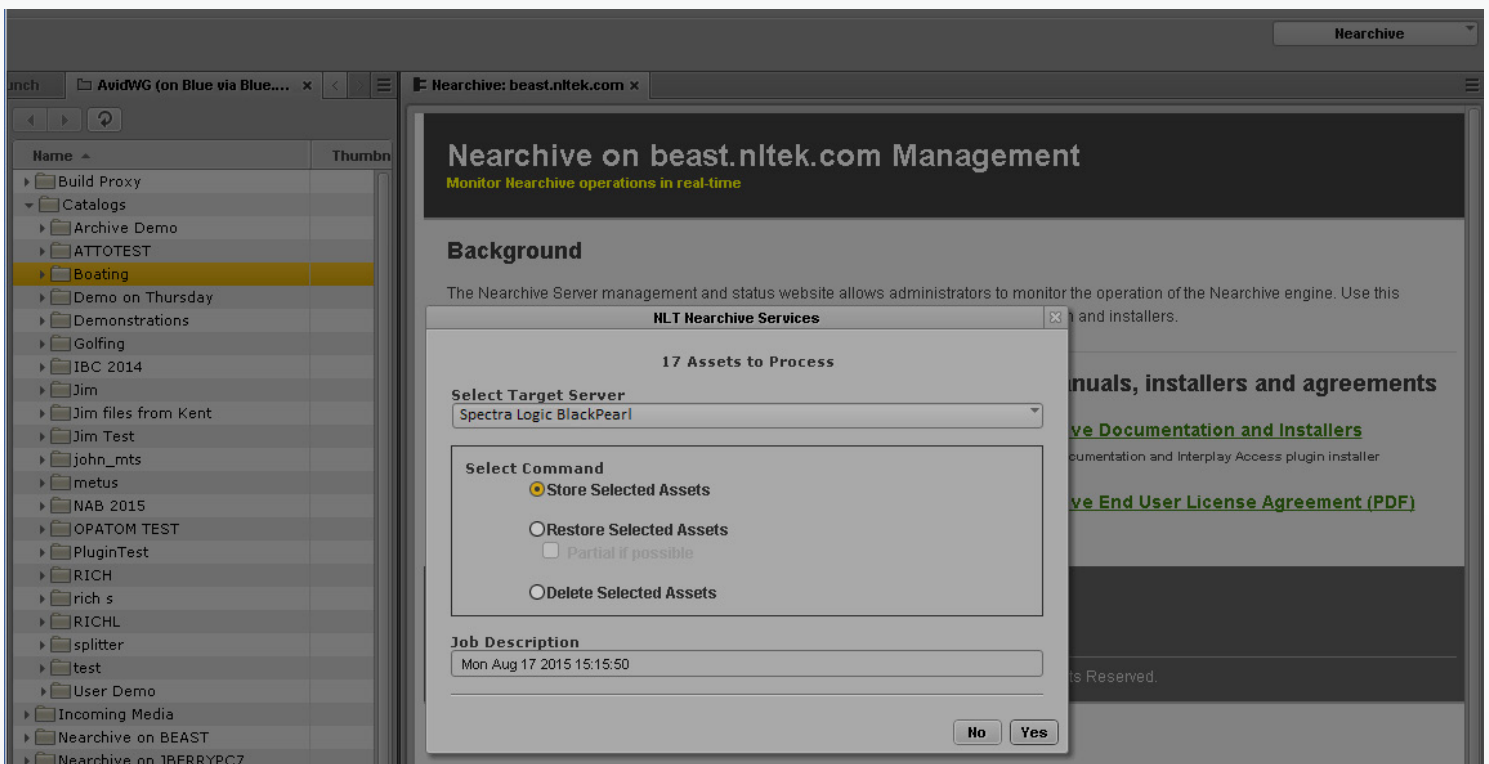 Nearchive
unch
AvidWG (on Blue via Blue.... ×
Nearchive: beast.nltek.com ×
Name
Thumbn
Build Proxy
Catalogs
Archive Demo
ATTOTEST
Boating
Demo on Thursday
Demonstrations
Golfing
IBC 2014
Jim
Jim files from Kent
Jim Test
john_mts
metus
NAB 2015
OPATOM TEST
PluginTest
RICH
rich s
RICHL
splitter
test
User Demo
Incoming Media
Nearchive on BEAST
Nearchive on JBERRYPC7
Nearchive on beast.nltek.com Management
Monitor Nearchive operations in real-time
Background
The Nearchive Server management and status website allows administrators to monitor the operation of the Nearchive engine. Use this
n and installers.
nuals, installers and agreements
ve Documentation and Installers
cumentation and Interplay Access plugin installer
ve End User License Agreement (PDF)
ts Reserved.
NLT Nearchive Services
17 Assets to Process
Select Target Server
Spectra Logic BlackPearl
Select Command
Store Selected Assets
Restore Selected Assets
Partial if possible
Delete Selected Assets
Job Description
Mon Aug 17 2015 15:15:50
No
Yes